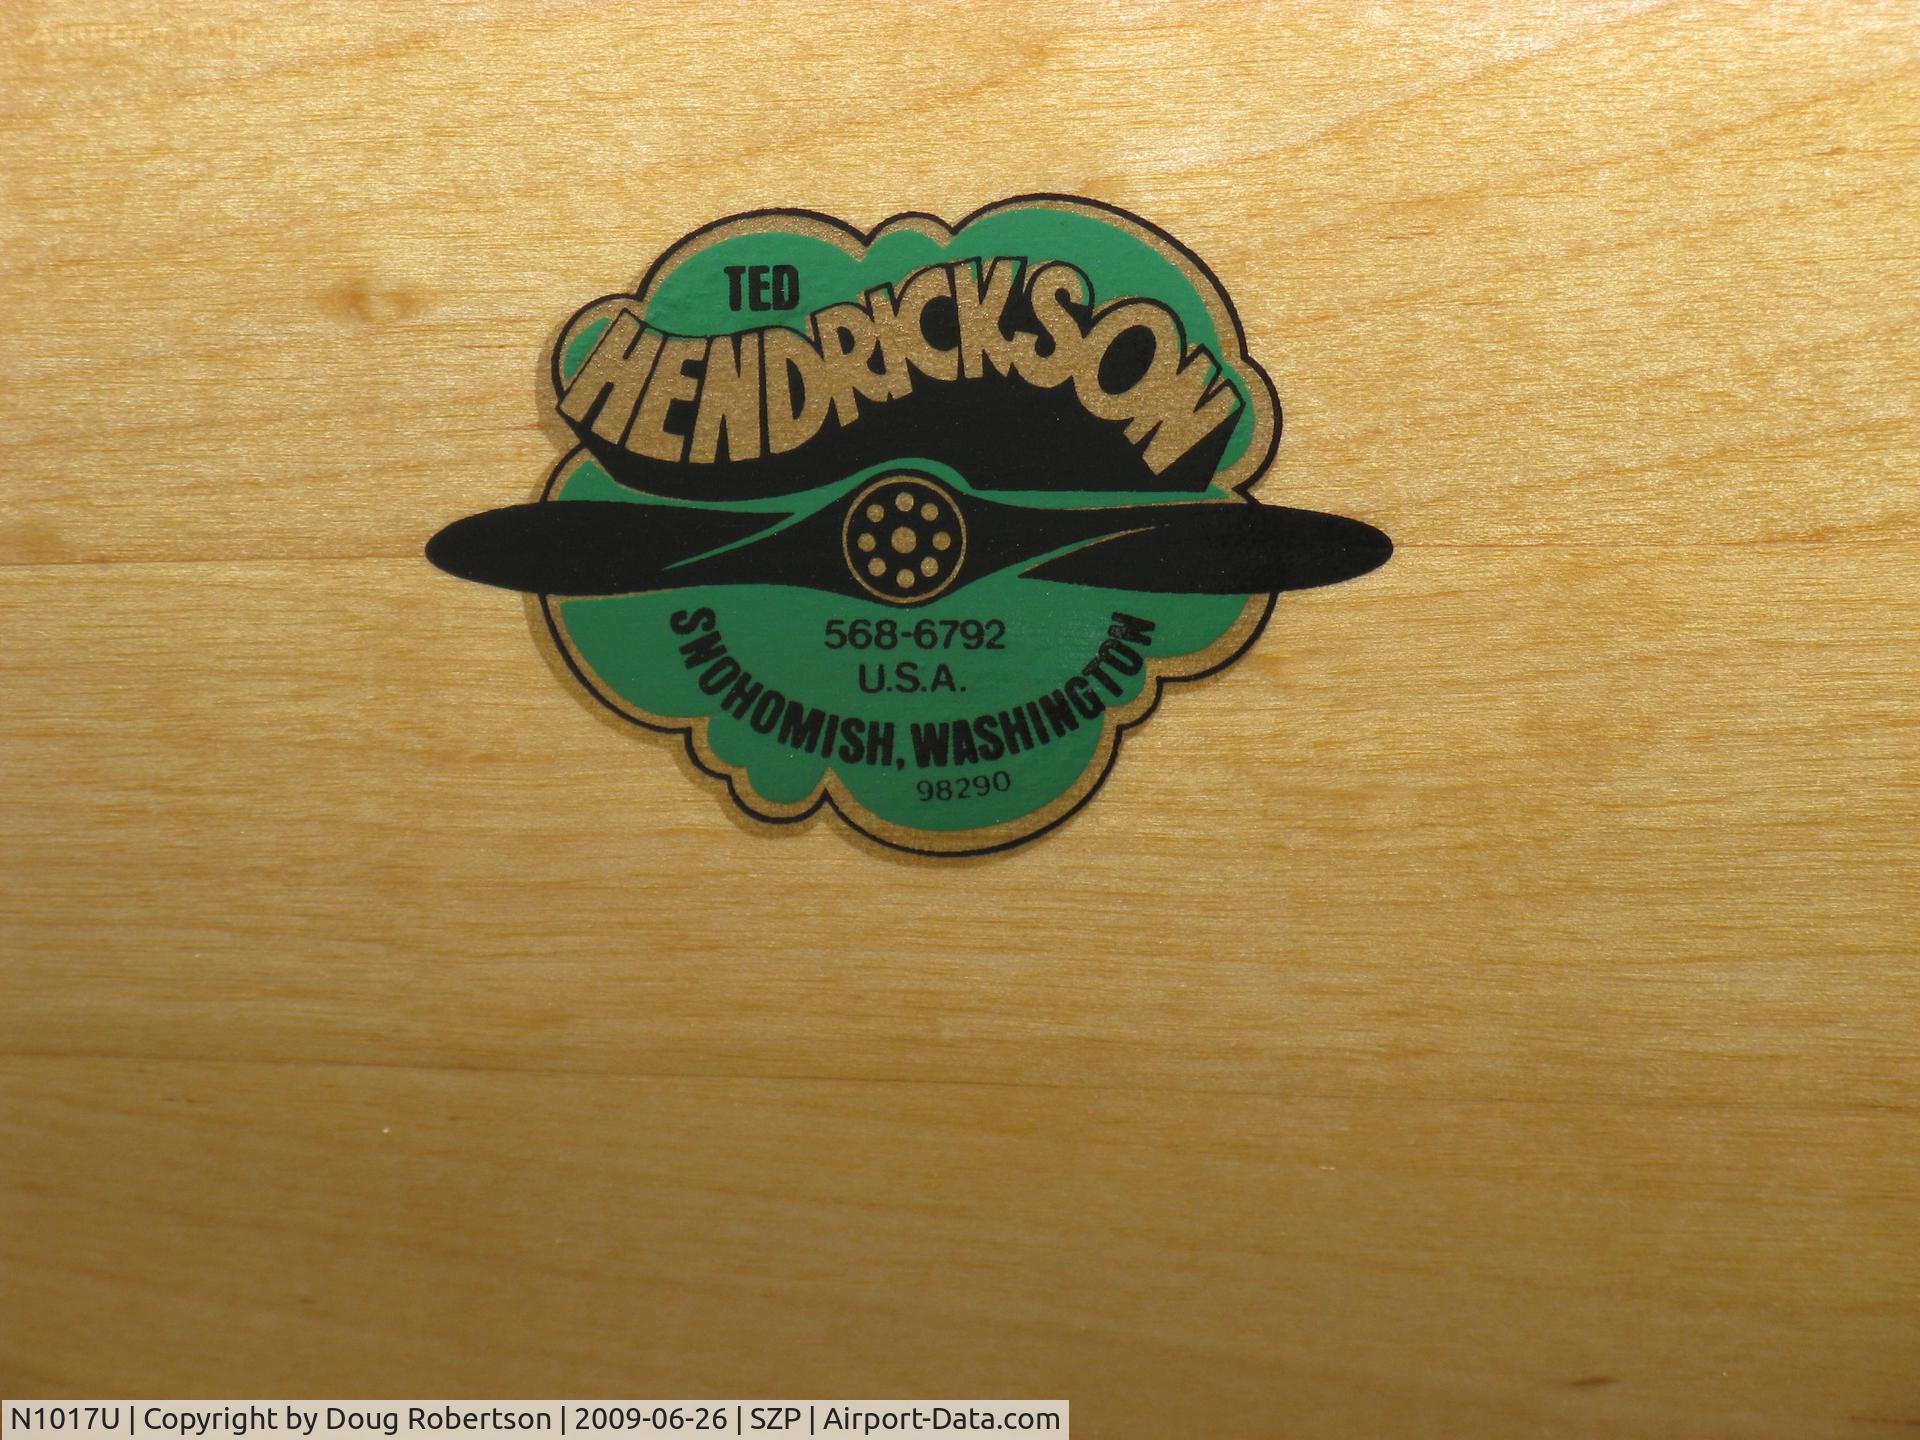 TED
HENDRICKSON
568-6792
U.S.A.
SNOHOMISH, WASHINGTON
98290
N1017U | Copyright by Doug Robertson | 2009-06-26 | SZP | Airport-Data.com